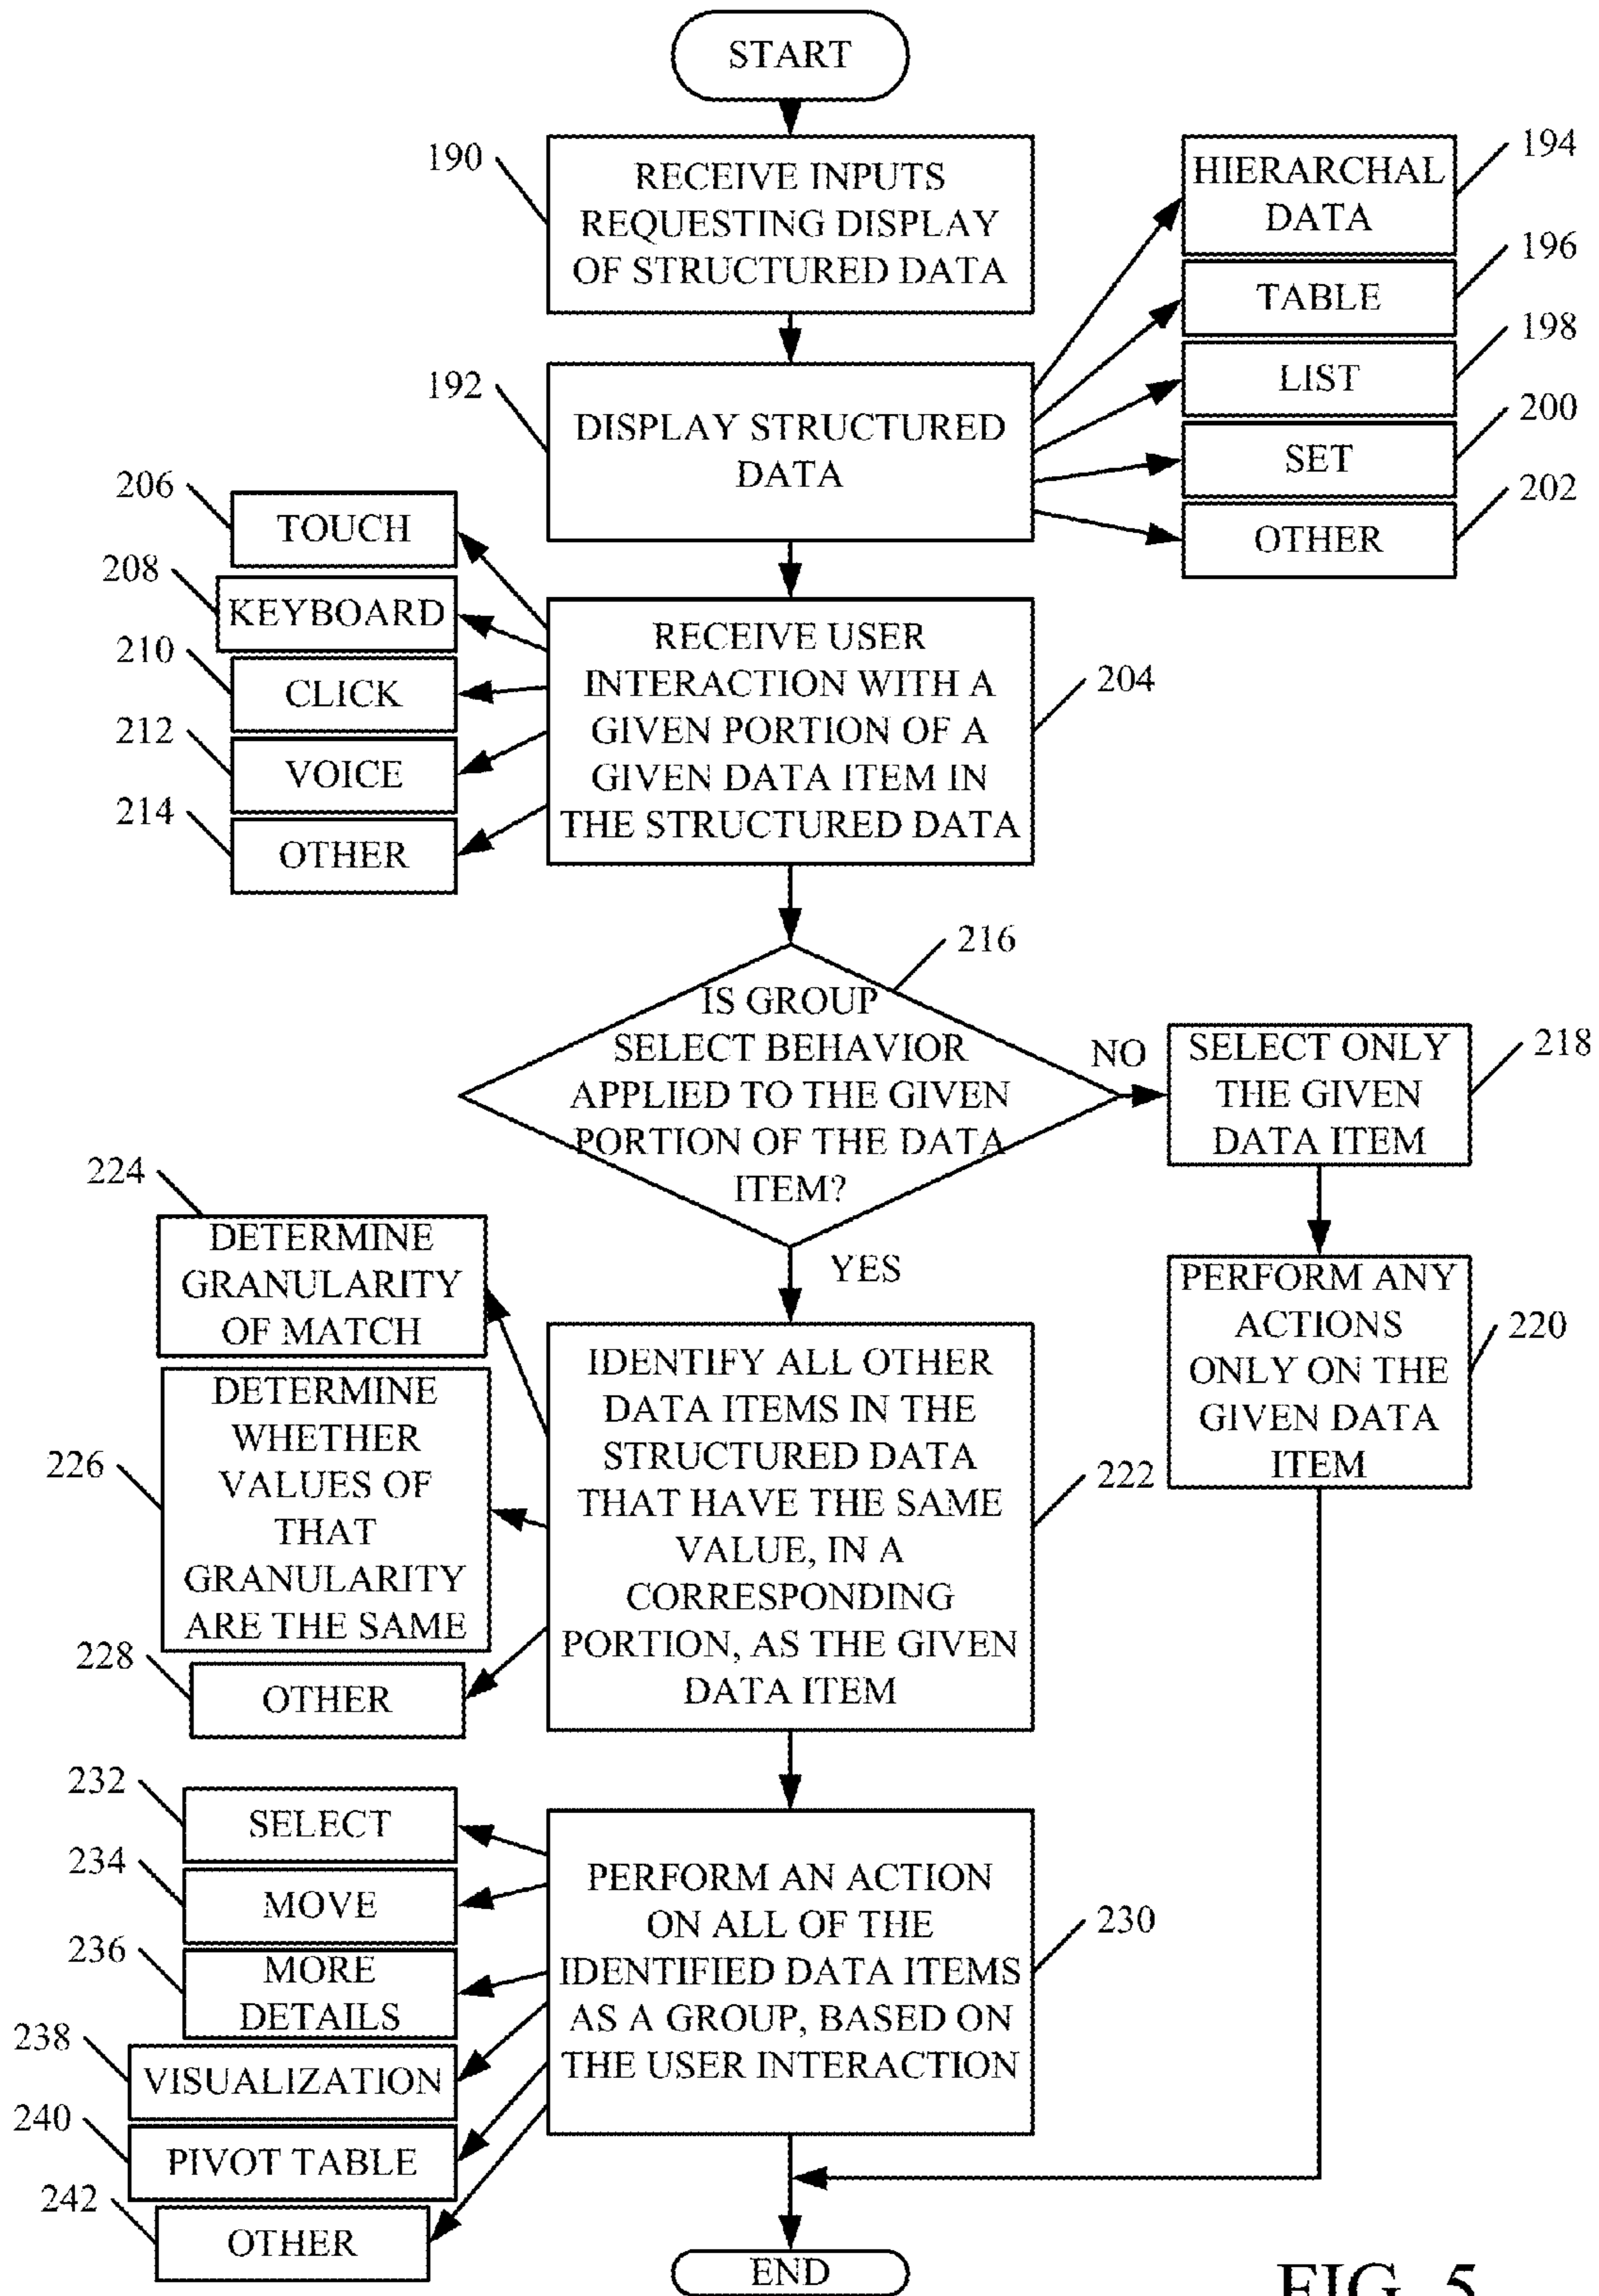 START
190
RECEIVE INPUTS
REQUESTING DISPLAY
OF STRUCTURED DATA
HIERARCHAL
DATA
194
TABLE
196
LIST
198
SET
200
OTHER
202
192
DISPLAY STRUCTURED
DATA
206
TOUCH
208
KEYBOARD
210
CLICK
212
VOICE
214
OTHER
RECEIVE USER
INTERACTION WITH A
GIVEN PORTION OF A
GIVEN DATA ITEM IN
THE STRUCTURED DATA
204
216
IS GROUP
SELECT BEHAVIOR
APPLIED TO THE GIVEN
PORTION OF THE DATA
ITEM?
NO
SELECT ONLY
THE GIVEN
DATA ITEM
218
YES
PERFORM ANY
ACTIONS
ONLY ON THE
GIVEN DATA
ITEM
220
224
DETERMINE
GRANULARITY
OF MATCH
226
DETERMINE
WHETHER
VALUES OF
THAT
GRANULARITY
ARE THE SAME
228
OTHER
IDENTIFY ALL OTHER
DATA ITEMS IN THE
STRUCTURED DATA
THAT HAVE THE SAME
VALUE, IN A
CORRESPONDING
PORTION, AS THE GIVEN
DATA ITEM
222
232
SELECT
234
MOVE
236
MORE
DETAILS
238
VISUALIZATION
240
PIVOT TABLE
242
OTHER
PERFORM AN ACTION
ON ALL OF THE
IDENTIFIED DATA ITEMS
AS A GROUP, BASED ON
THE USER INTERACTION
230
END
FIG. 5